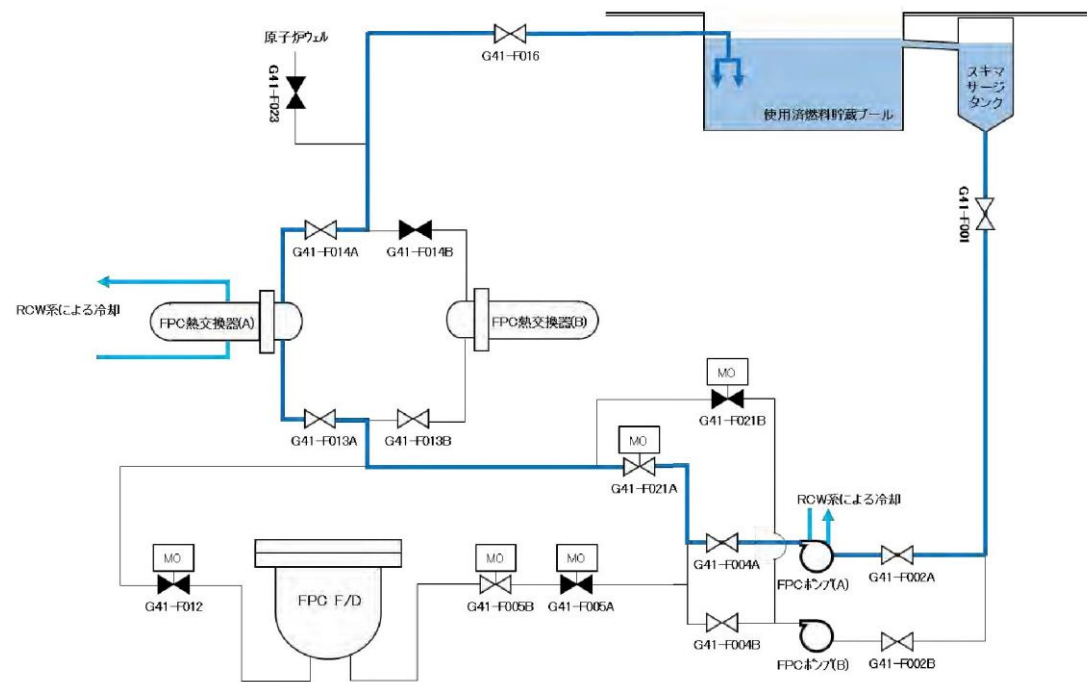 原子炉ウェル
G41-F023
G41-F016
スキマ
サージ
タンク
使用済燃料貯蔵プール
G41-F001
G41-F014A
G41-F014B
RCW系による冷却
FPC熱交換器(A)
FPC熱交換器(B)
MO
G41-F021B
G41-F013A
G41-F013B
MO
G41-F021A
RCW系による冷却
G41-F004A
FPCポンプ(A)
G41-F002A
MO
G41-F012
FPC F/D
MO
G41-F005B
MO
G41-F005A
G41-F004B
FPCポンプ(B)
G41-F002B